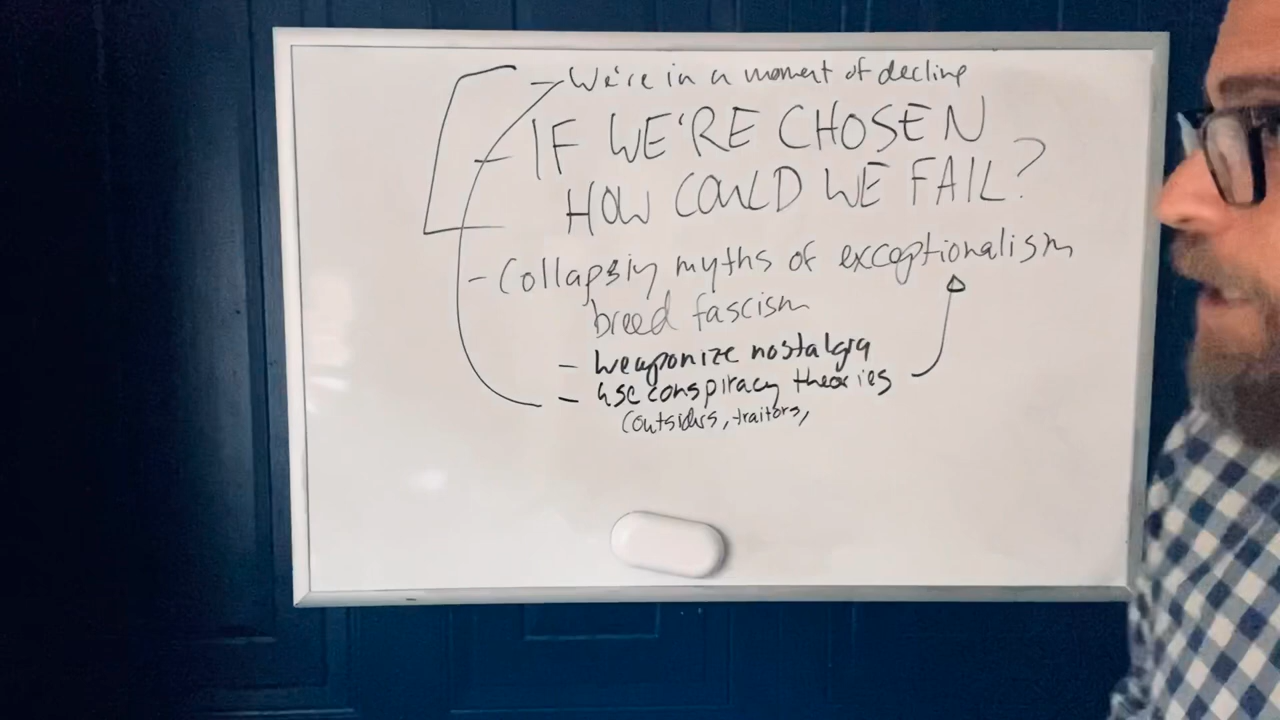 - We're in a moment of decline
- IF WE'RE CHOSEN
HOW COULD WE FAIL?
- Collapsiy myths of exceptionalism
breed fascism
- weaponize nostalgia
- use conspiracy theories
(outsiders, traitors,